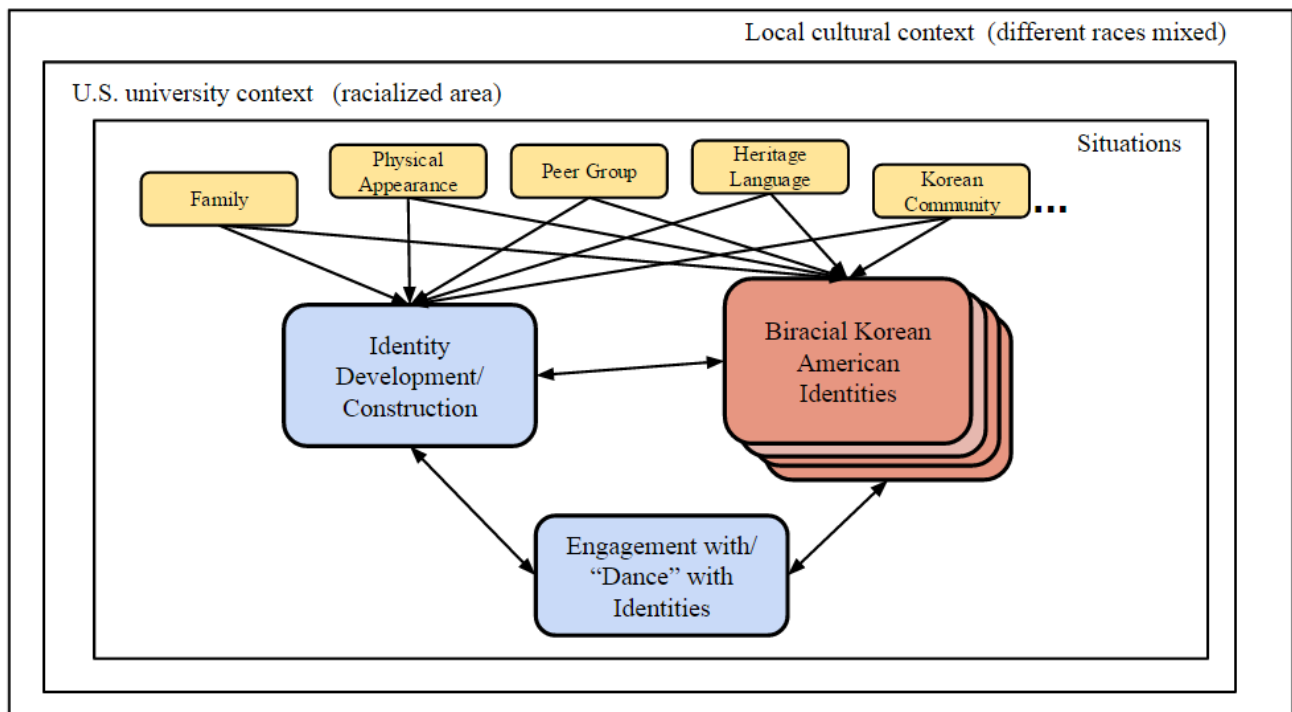 Local cultural context (different races mixed)
U.S. university context (racialized area)
Situations
Family
Physical
Appearance
Peer Group
Heritage
Language
Korean
Community
...
Identity
Development/
Construction
Biracial Korean
American
Identities
Engagement with/
“Dance” with
Identities